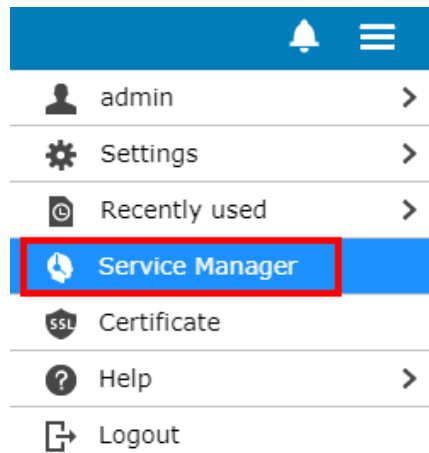 admin
Settings
Recently used
Service Manager
SSL
Certificate
?
Help
Logout